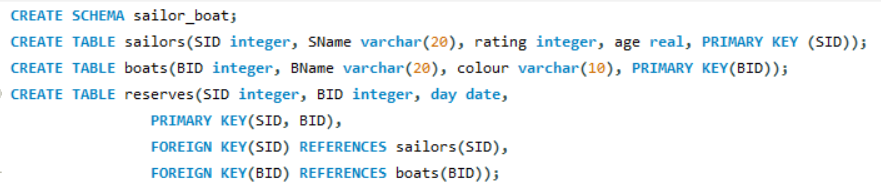 CREATE SCHEMA sailor_boat;
CREATE TABLE sailors(SID integer, SName varchar(20), rating integer, age real, PRIMARY KEY (SID));
CREATE TABLE boats(BID integer, BName varchar(20), colour varchar(10), PRIMARY KEY(BID));
CREATE TABLE reserves(SID integer, BID integer, day date,
PRIMARY KEY(SID, BID),
FOREIGN KEY(SID) REFERENCES sailors(SID),
FOREIGN KEY(BID) REFERENCES boats(BID));